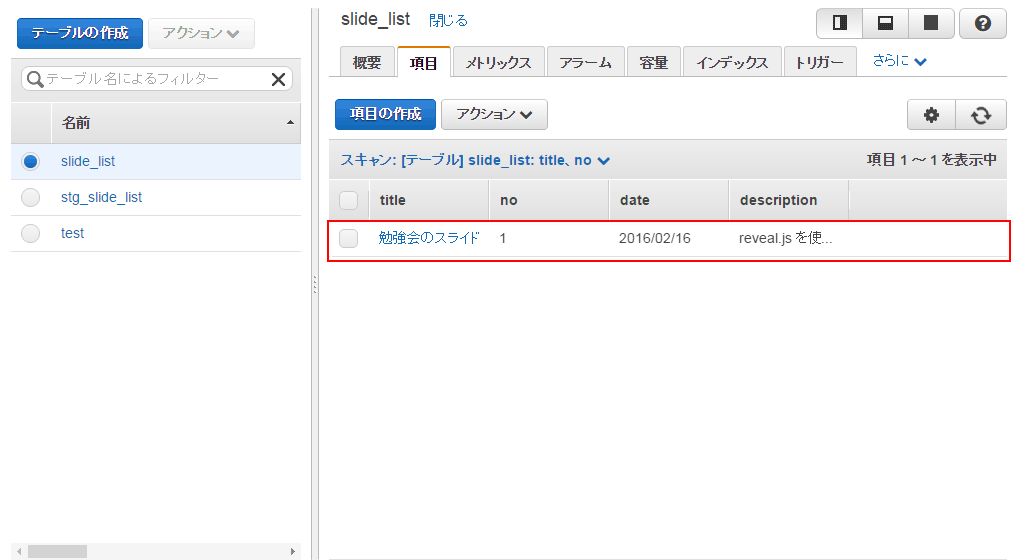 テーブルの作成 アクション
テーブル名によるフィルター
名前
slide_list
stg_slide_list
test
slide_list 閉じる
概要 項目 メトリックス アラーム 容量 インデックス トリガー さらに
項目の作成 アクション
スキャン: [テーブル] slide_list: title、no 項目 1 ～ 1 を表示中
title no date description
勉強会のスライド 1 2016/02/16 reveal.js を使...